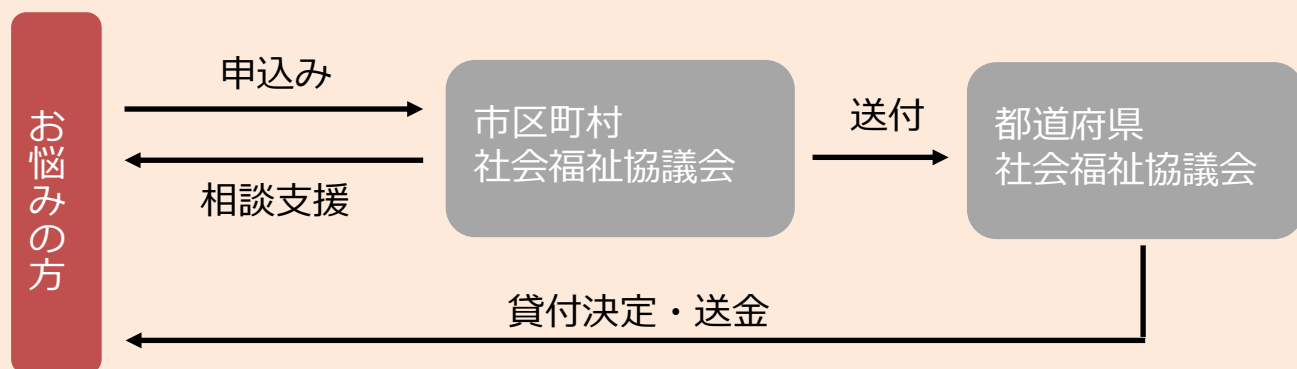 お悩みの方
申込み
相談支援
市区町村
社会福祉協議会
送付
都道府県
社会福祉協議会
貸付決定・送金